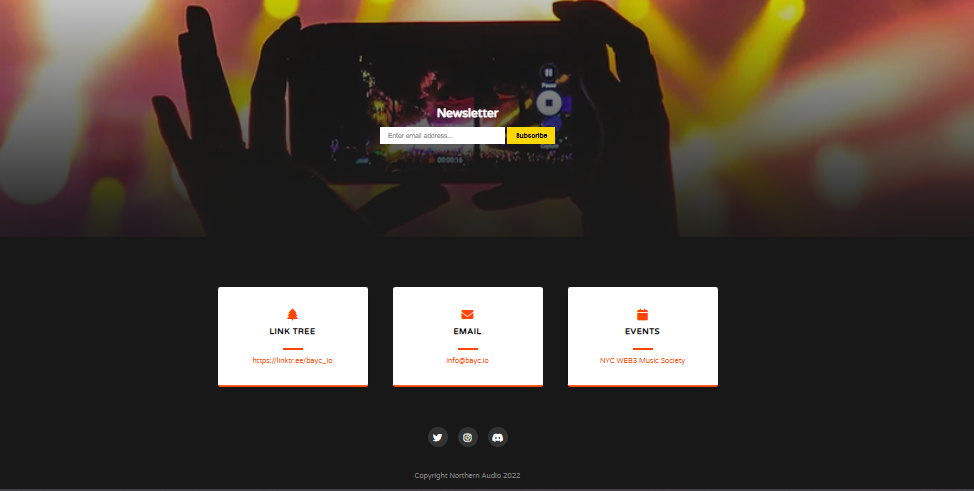 Pause
Newsletter
Enter email address...
Subscribe
00:00:16
LINK TREE
EMAIL
EVENTS
https://linktr.ee/bayc_io
info@bayc.io
NYC WEB3 Music Society
Copyright Northern Audio 2022